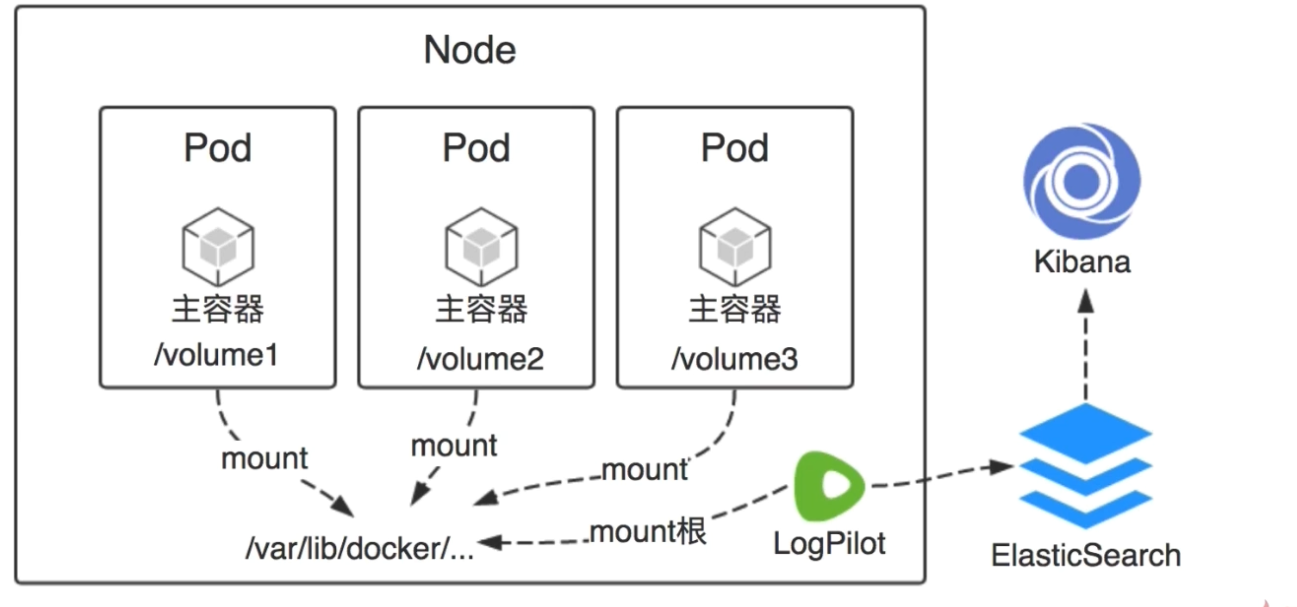 Node
Pod
Pod
Pod
主容器
主容器
主容器
/volume1
/volume2
/volume3
Kibana
mount
mount
mount
mount根
/var/lib/docker/...
LogPilot
ElasticSearch